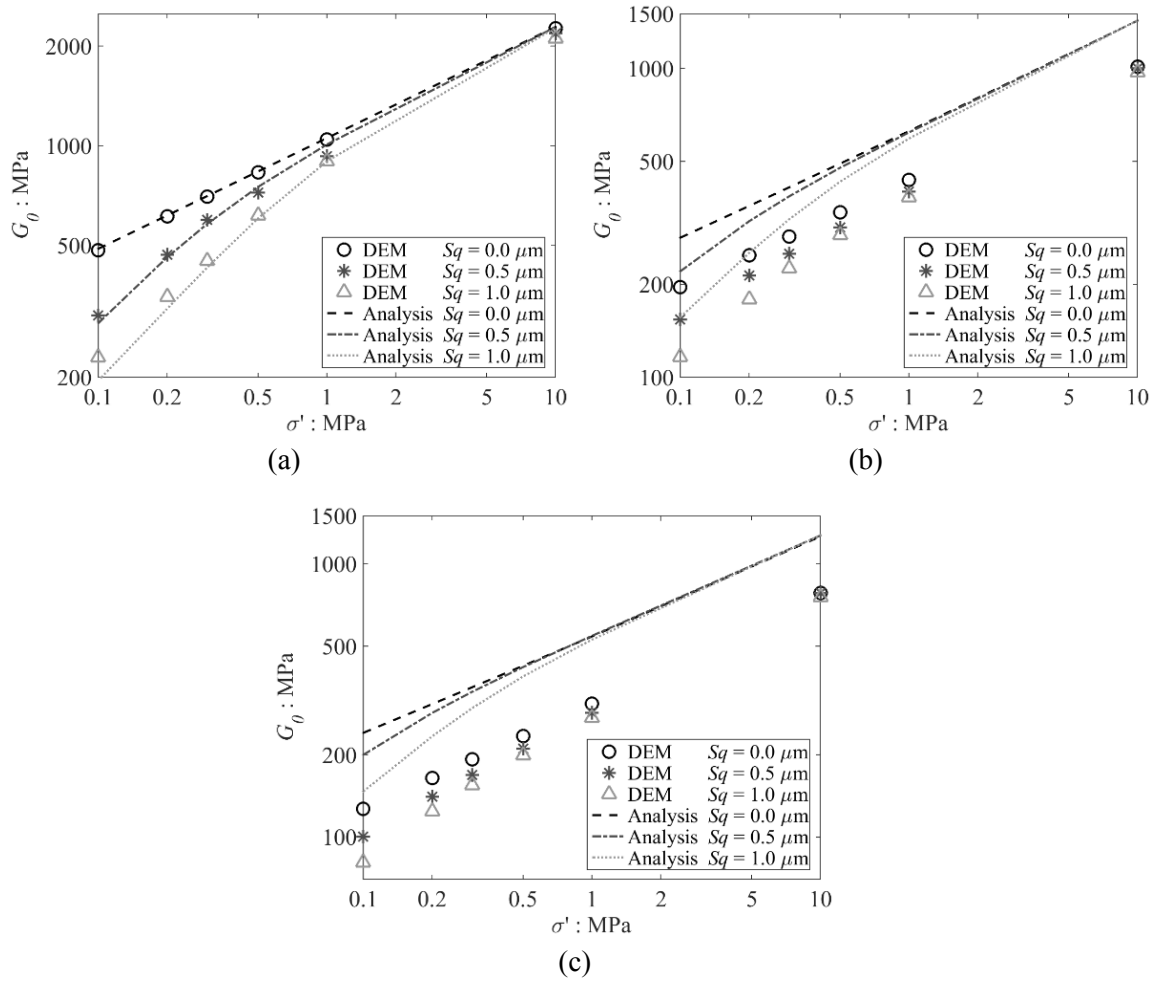 2000
1000
500
200
G0 : MPa
DEM Sq = 0.0 μm
DEM Sq = 0.5 μm
DEM Sq = 1.0 μm
Analysis Sq = 0.0 μm
Analysis Sq = 0.5 μm
Analysis Sq = 1.0 μm
0.1 0.2 0.5 1 2 5 10
σ' : MPa
(a)
1500
1000
500
200
100
G0 : MPa
DEM Sq = 0.0 μm
DEM Sq = 0.5 μm
DEM Sq = 1.0 μm
Analysis Sq = 0.0 μm
Analysis Sq = 0.5 μm
Analysis Sq = 1.0 μm
0.1 0.2 0.5 1 2 5 10
σ' : MPa
(b)
1500
1000
500
200
100
G0 : MPa
DEM Sq = 0.0 μm
DEM Sq = 0.5 μm
DEM Sq = 1.0 μm
Analysis Sq = 0.0 μm
Analysis Sq = 0.5 μm
Analysis Sq = 1.0 μm
0.1 0.2 0.5 1 2 5 10
σ' : MPa
(c)